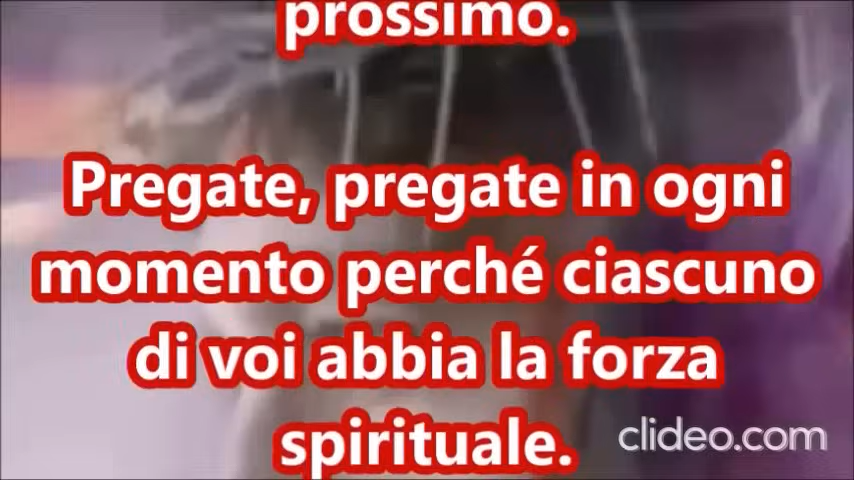 prossimo.
Pregate, pregate in ogni
momento perché ciascuno
di voi abbia la forza
spirituale.
clideo.com